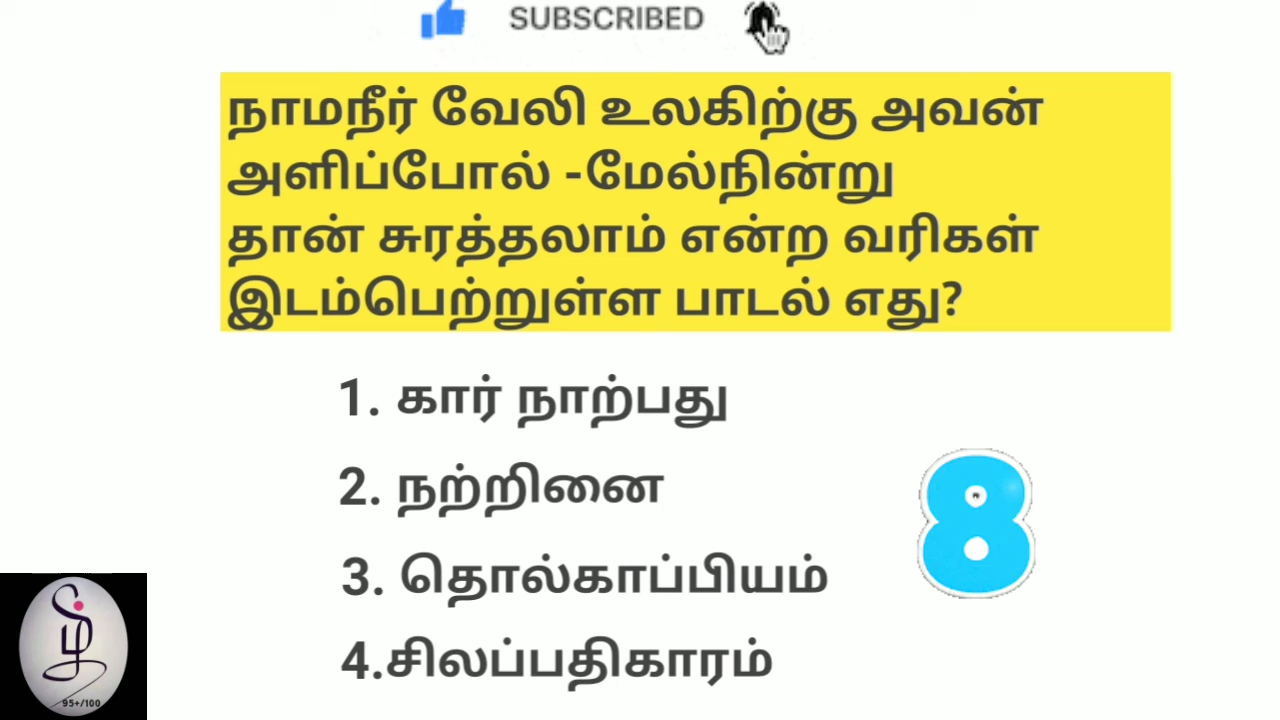 SUBSCRIBED
நாமநீர் வேலி உலகிற்கு அவன்
அளிப்போல் -மேல்நின்று
தான் சுரத்தலாம் என்ற வரிகள்
இடம்பெற்றுள்ள பாடல் எது?
1. கார் நாற்பது
2. நற்றினை
8
3. தொல்காப்பியம்
4.சிலப்பதிகாரம்
95+/100